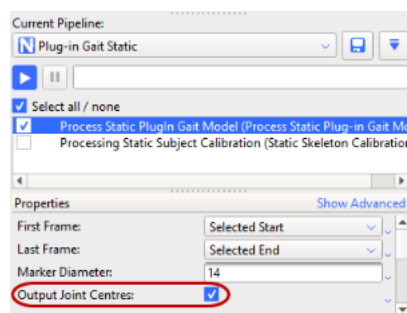 Current Pipeline:
N Plug-in Gait Static
Select all / none
Process Static PlugIn Gait Model (Process Static Plug-in Gait Mo
Processing Static Subject Calibration (Static Skeleton Calibration
Properties Show Advanced
First Frame: Selected Start
Last Frame: Selected End
Marker Diameter: 14
Output Joint Centres: